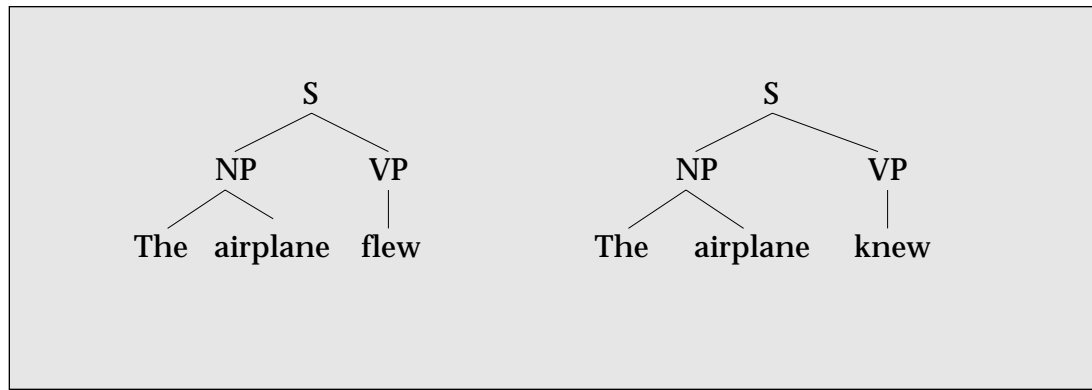 S S
NP VP NP VP
The airplane flew The airplane knew